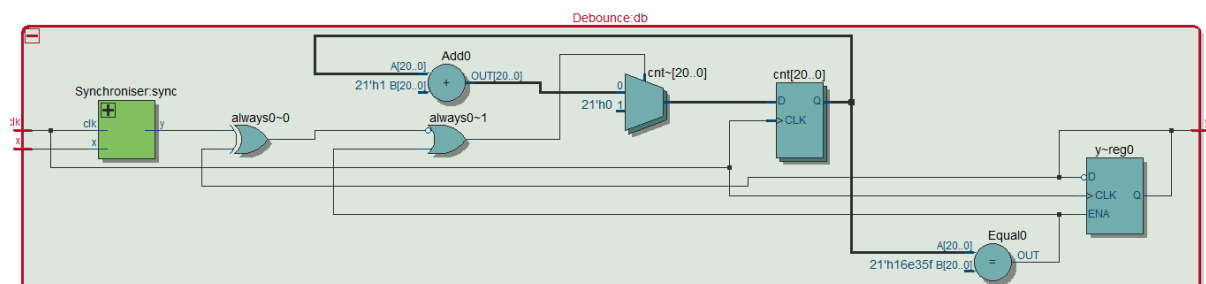 Debounce:db
Add0
A[20..0]
OUT[20..0]
21'h1 B[20..0]
cnt~[20..0]
0
21'h0 1
cnt[20..0]
D Q
CLK
Synchroniser:sync
clk y
x
always0~0
always0~1
clk
x
y~reg0
D
CLK Q
ENA
Equal0
A[20..0]
OUT
21'h16e35f B[20..0]
+
=